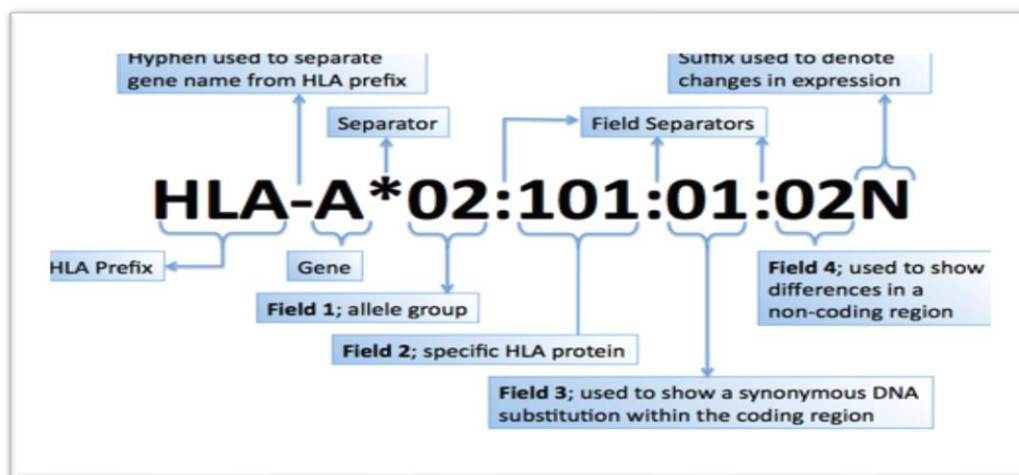 Hyphen used to separate
gene name from HLA prefix
Suffix used to denote
changes in expression
Separator
Field Separators
HLA-A*02:101:01:02N
HLA Prefix
Gene
Field 1; allele group
Field 2; specific HLA protein
Field 4; used to show
differences in a
non-coding region
Field 3; used to show a synonymous DNA
substitution within the coding region